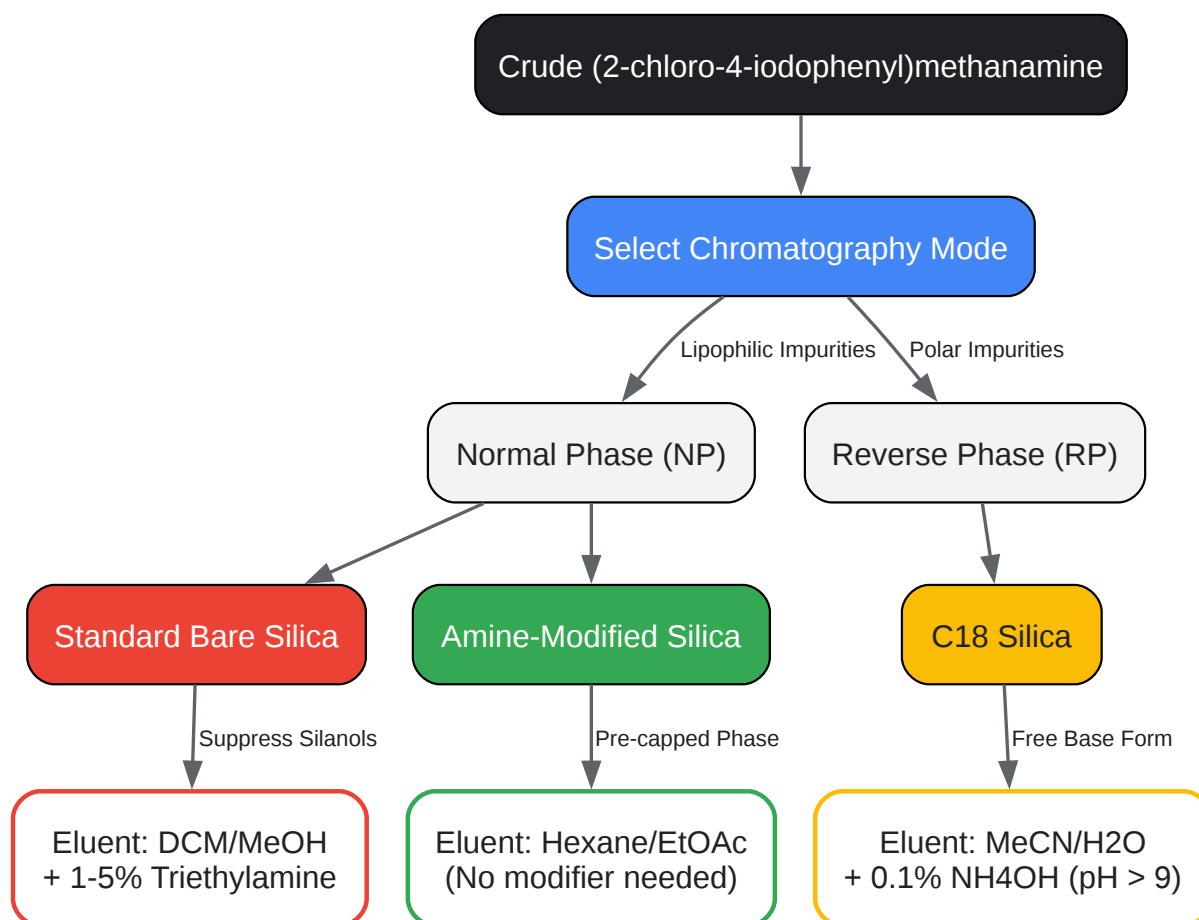 Crude (2-chloro-4-iodophenyl)methanamine
Select Chromatography Mode
Lipophilic Impurities
Polar Impurities
Normal Phase (NP)
Reverse Phase (RP)
Standard Bare Silica
Amine-Modified Silica
C18 Silica
Suppress Silanols
Pre-capped Phase
Free Base Form
Eluent: DCM/MeOH
+ 1-5% Triethylamine
Eluent: Hexane/EtOAc
(No modifier needed)
Eluent: MeCN/H2O
+ 0.1% NH4OH (pH > 9)